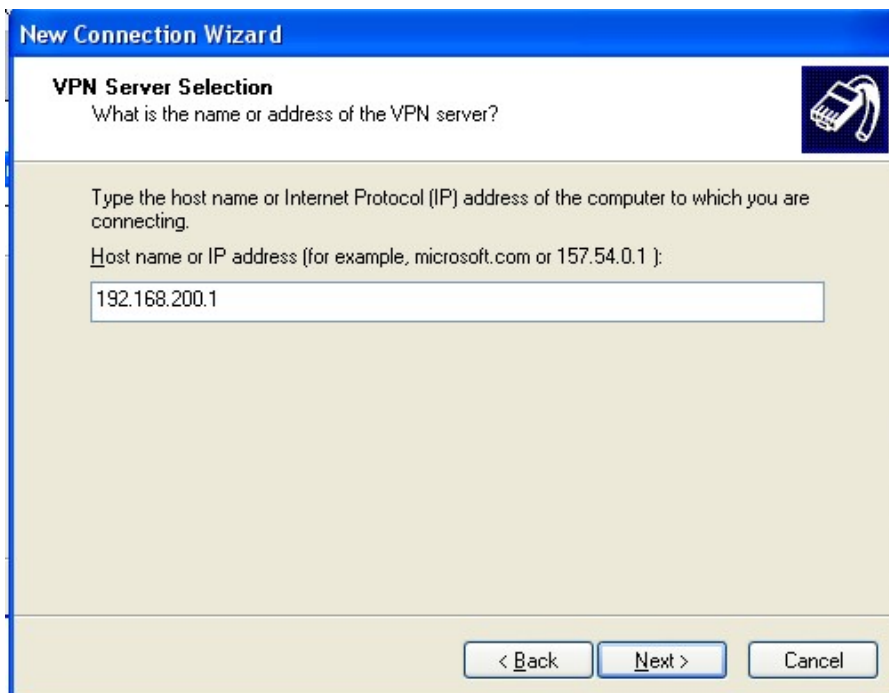 New Connection Wizard
VPN Server Selection
What is the name or address of the VPN server?
Type the host name or Internet Protocol (IP) address of the computer to which you are
connecting.
Host name or IP address (for example, microsoft.com or 157.54.0.1 ):
192.168.200.1
< Back
Next >
Cancel